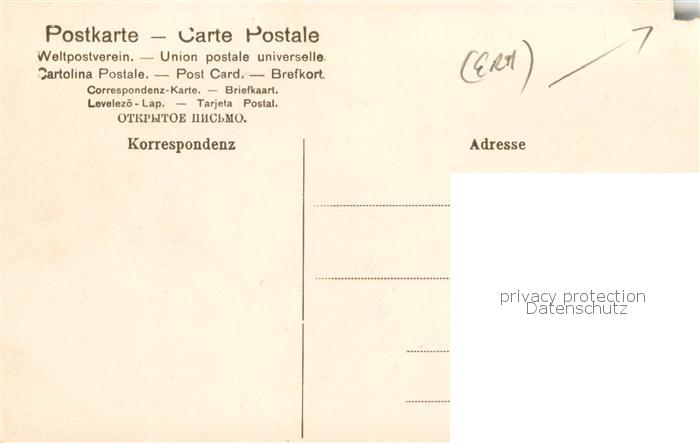 Postkarte — Carte Postale
Weltpostverein. — Union postale universelle.
Cartolina Postale. — Post Card. — Brefkort.
Correspondenz-Karte. — Briefkaart.
Levelező-Lap. — Tarjeta Postal.
ОТКРЫТОЕ ПИСЬМО.
Korrespondenz
Adresse
privacy protection
Datenschutz